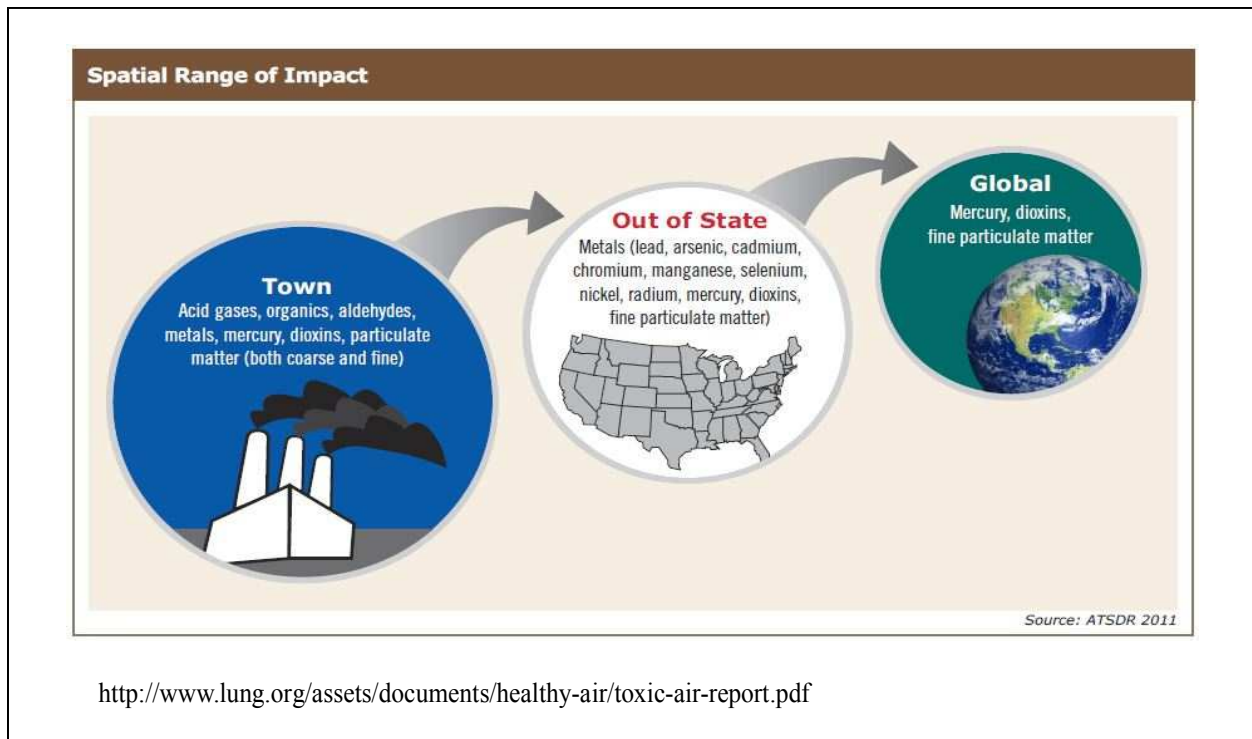 Spatial Range of Impact
Town
Acid gases, organics, aldehydes,
metals, mercury, dioxins, particulate
matter (both coarse and fine)
Out of State
Metals (lead, arsenic, cadmium,
chromium, manganese, selenium,
nickel, radium, mercury, dioxins,
fine particulate matter)
Global
Mercury, dioxins,
fine particulate matter
Source: ATSDR 2011
http://www.lung.org/assets/documents/healthy-air/toxic-air-report.pdf